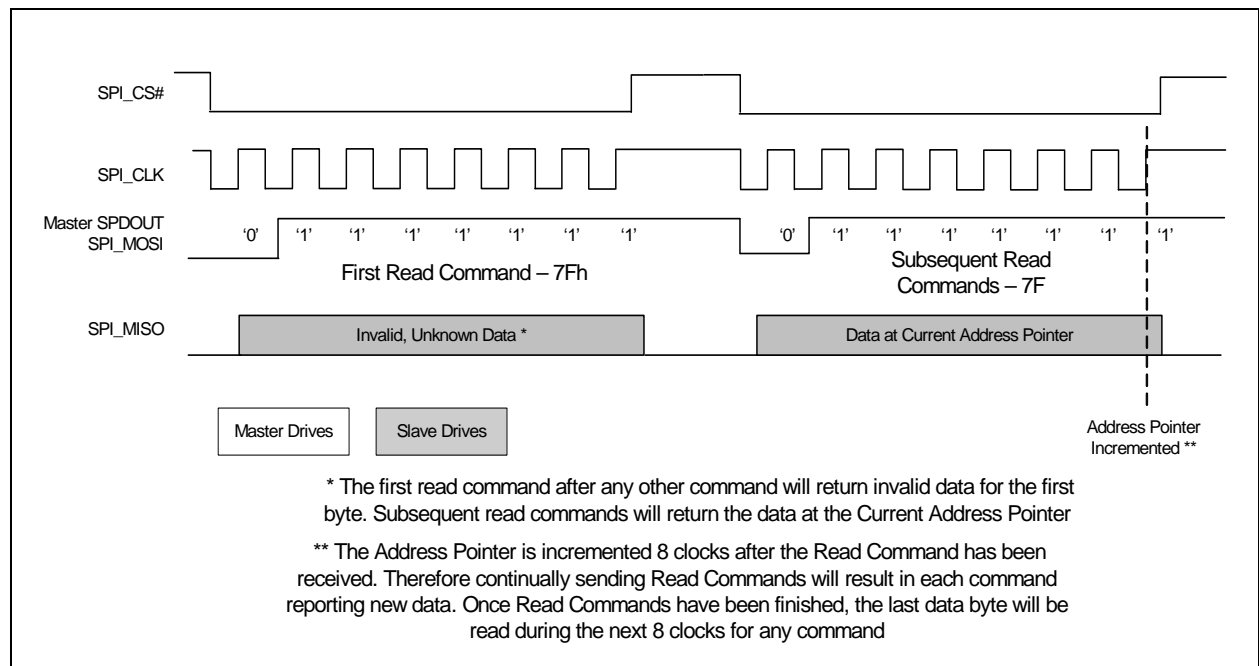 SPI_CS#
SPI_CLK
Master SPDOUT
SPI_MOSI
‘0’ ‘1’ ‘1’ ‘1’ ‘1’ ‘1’ ‘1’ ‘1’ ‘0’ ‘1’ ‘1’ ‘1’ ‘1’ ‘1’ ‘1’ ‘1’
First Read Command – 7Fh
Subsequent Read
Commands – 7F
SPI_MISO
Invalid, Unknown Data *
Data at Current Address Pointer
Master Drives
Slave Drives
Address Pointer
Incremented **
* The first read command after any other command will return invalid data for the first
byte. Subsequent read commands will return the data at the Current Address Pointer
** The Address Pointer is incremented 8 clocks after the Read Command has been
received. Therefore continually sending Read Commands will result in each command
reporting new data. Once Read Commands have been finished, the last data byte will be
read during the next 8 clocks for any command